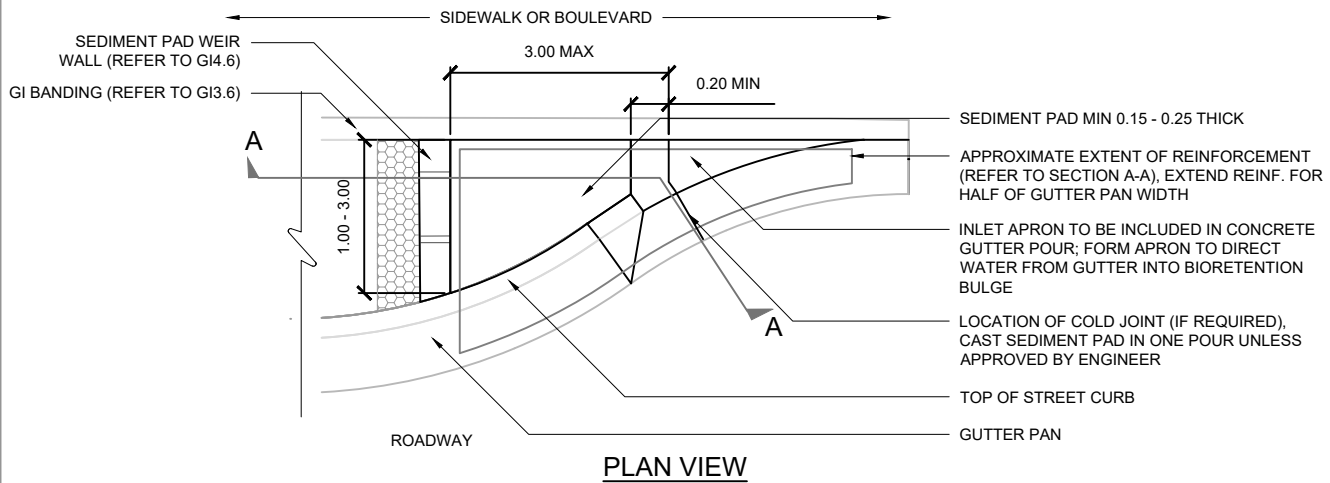 SIDEWALK OR BOULEVARD
SEDIMENT PAD WEIR
WALL (REFER TO GI4.6)
GI BANDING (REFER TO GI3.6)
3.00 MAX
0.20 MIN
A
1.00 - 3.00
A
SEDIMENT PAD MIN 0.15 - 0.25 THICK
APPROXIMATE EXTENT OF REINFORCEMENT
(REFER TO SECTION A-A), EXTEND REINF. FOR
HALF OF GUTTER PAN WIDTH
INLET APRON TO BE INCLUDED IN CONCRETE
GUTTER POUR; FORM APRON TO DIRECT
WATER FROM GUTTER INTO BIORETENTION
BULGE
LOCATION OF COLD JOINT (IF REQUIRED),
CAST SEDIMENT PAD IN ONE POUR UNLESS
APPROVED BY ENGINEER
TOP OF STREET CURB
GUTTER PAN
ROADWAY
PLAN VIEW